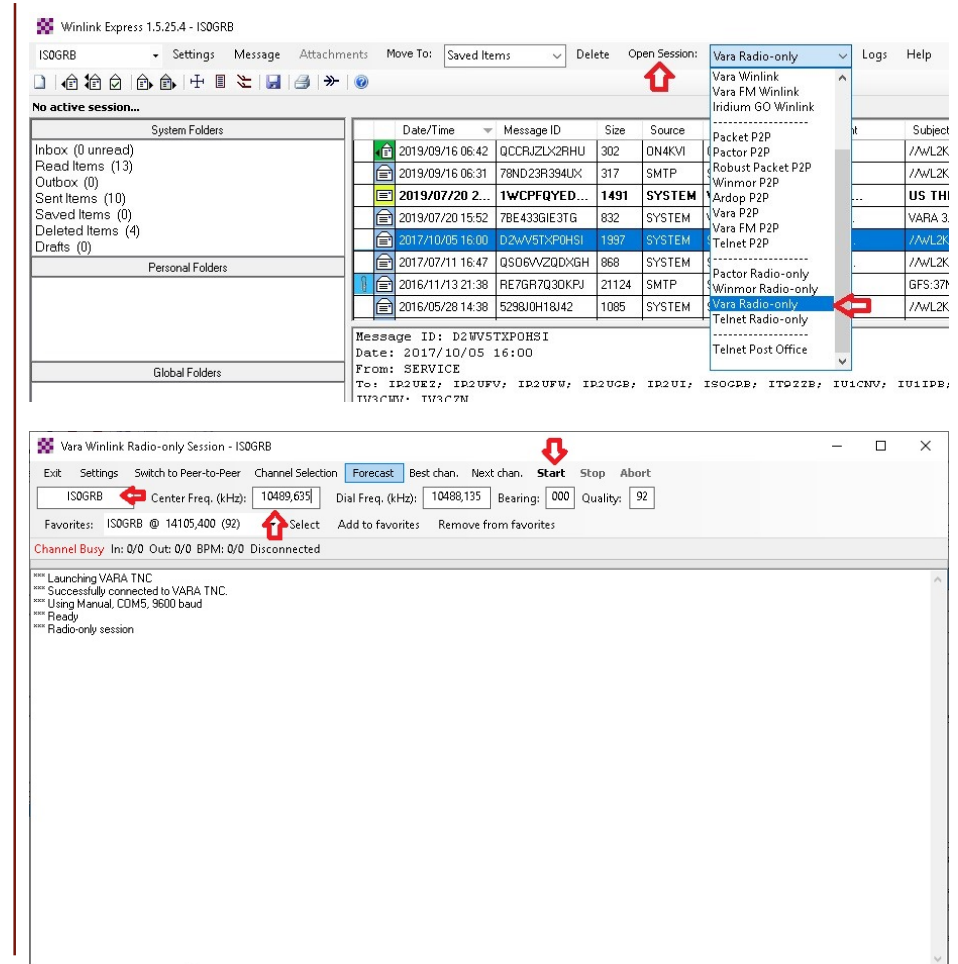 Winlink Express 1.5.25.4 - IS0GRB
IS0GRB Settings Message Attachments Move To: Saved Items Delete Open Session: Vara Radio-only Logs Help
No active session...
System Folders
Inbox (0 unread)
Read Items (13)
Outbox (0)
Sent Items (10)
Saved Items (0)
Deleted Items (4)
Drafts (0)
Personal Folders
Global Folders
Date/Time Message ID Size Source Subject
2019/09/16 06:42 QCCRJZLX2RHU 302 ON4KVI //WL2K
2019/09/16 06:31 78ND23R394UX 317 SMTP //WL2K
2019/07/20 2... 1WCPFQYED... 1491 SYSTEM US THI
2019/07/20 15:52 7BE433GIE3TG 832 SYSTEM VARA 3.
2017/10/05 16:00 D2WV5TXP0HSI 1997 SYSTEM //WL2K
2017/07/11 16:47 QSO6VVZQDXGH 868 SYSTEM //WL2K
2016/11/13 21:38 RE7GR7Q3OKPJ 21124 SMTP GFS:37N
2016/05/28 14:38 5298J0H18J42 1085 SYSTEM //WL2K
Vara Winlink
Vara FM Winlink
Iridium GO Winlink
------------------
Packet P2P
Pactor P2P
Robust Packet P2P
Winmor P2P
Ardop P2P
Vara P2P
Vara FM P2P
Telnet P2P
------------------
Pactor Radio-only
Winmor Radio-only
Vara Radio-only
Telnet Radio-only
------------------
Telnet Post Office
Message ID: D2WV5TXP0HSI
Date: 2017/10/05 16:00
From: SERVICE
To: IR2UEZ; IR2UFV; IR2UFW; IR2UGB; IR2UI; IS0GRB; IT9ZZB; IU1CNV; IU1IPB;
IV3CHV; IV3CZN
Vara Winlink Radio-only Session - IS0GRB
Exit Settings Switch to Peer-to-Peer Channel Selection Forecast Best chan. Next chan. Start Stop Abort
IS0GRB Center Freq. (kHz): 10489,635 Dial Freq. (kHz): 10488,135 Bearing: 000 Quality: 92
Favorites: IS0GRB @ 14105,400 (92) Select Add to favorites Remove from favorites
Channel Busy In: 0/0 Out: 0/0 BPM: 0/0 Disconnected
*** Launching VARA TNC
*** Successfully connected to VARA TNC.
*** Using Manual, COM5, 9600 baud
*** Ready
*** Radio-only session